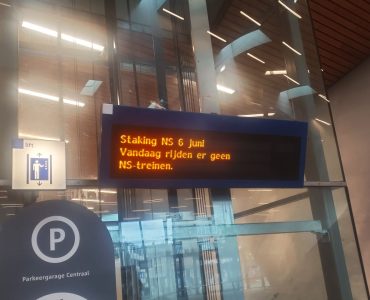 Staking NS 6 juni
Vandaag rijden er geen
NS-treinen.
P
Parkeergarage Centraal